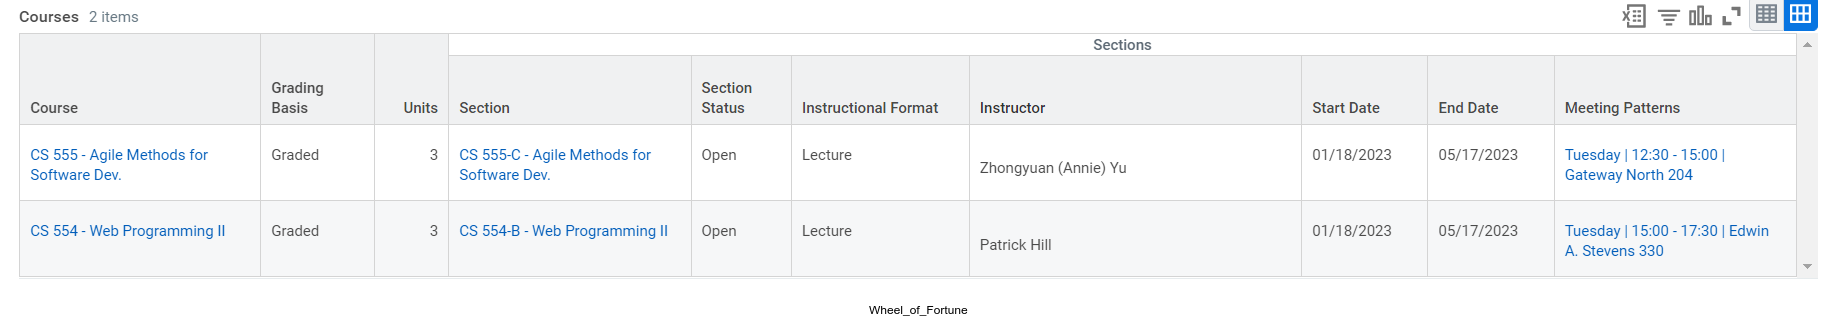 Courses 2 items
Sections
Course
Grading Basis
Units
Section
Section Status
Instructional Format
Instructor
Start Date
End Date
Meeting Patterns
CS 555 - Agile Methods for
Software Dev.
Graded
3
CS 555-C - Agile Methods for
Software Dev.
Open
Lecture
Zhongyuan (Annie) Yu
01/18/2023
05/17/2023
Tuesday | 12:30 - 15:00 |
Gateway North 204
CS 554 - Web Programming II
Graded
3
CS 554-B - Web Programming II
Open
Lecture
Patrick Hill
01/18/2023
05/17/2023
Tuesday | 15:00 - 17:30 | Edwin
A. Stevens 330
Wheel_of_Fortune